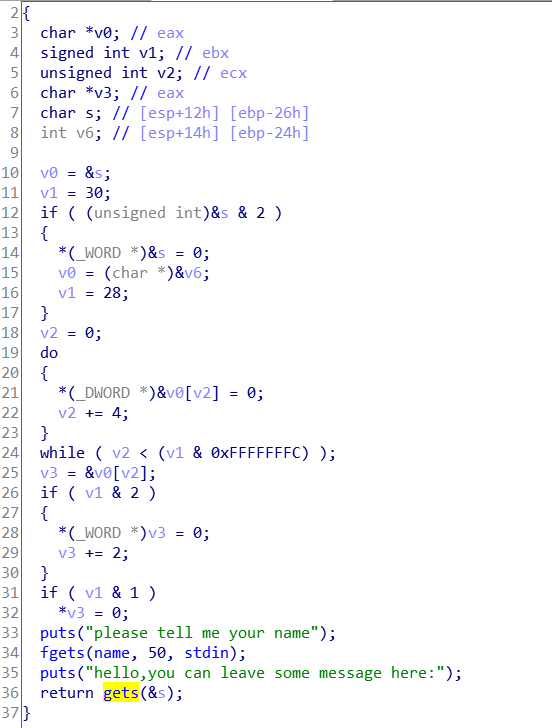 2 {
3 char *v0; // eax
4 signed int v1; // ebx
5 unsigned int v2; // ecx
6 char *v3; // eax
7 char s; // [esp+12h] [ebp-26h]
8 int v6; // [esp+14h] [ebp-24h]
9
10 v0 = &s;
11 v1 = 30;
12 if ( (unsigned int)&s & 2 )
13 {
14 *(_WORD *)&s = 0;
15 v0 = (char *)&v6;
16 v1 = 28;
17 }
18 v2 = 0;
19 do
20 {
21 *(_DWORD *)&v0[v2] = 0;
22 v2 += 4;
23 }
24 while ( v2 < (v1 & 0xFFFFFFFC) );
25 v3 = &v0[v2];
26 if ( v1 & 2 )
27 {
28 *(_WORD *)v3 = 0;
29 v3 += 2;
30 }
31 if ( v1 & 1 )
32 *v3 = 0;
33 puts("please tell me your name");
34 fgets(name, 50, stdin);
35 puts("hello,you can leave some message here:");
36 return gets(&s);
37 }